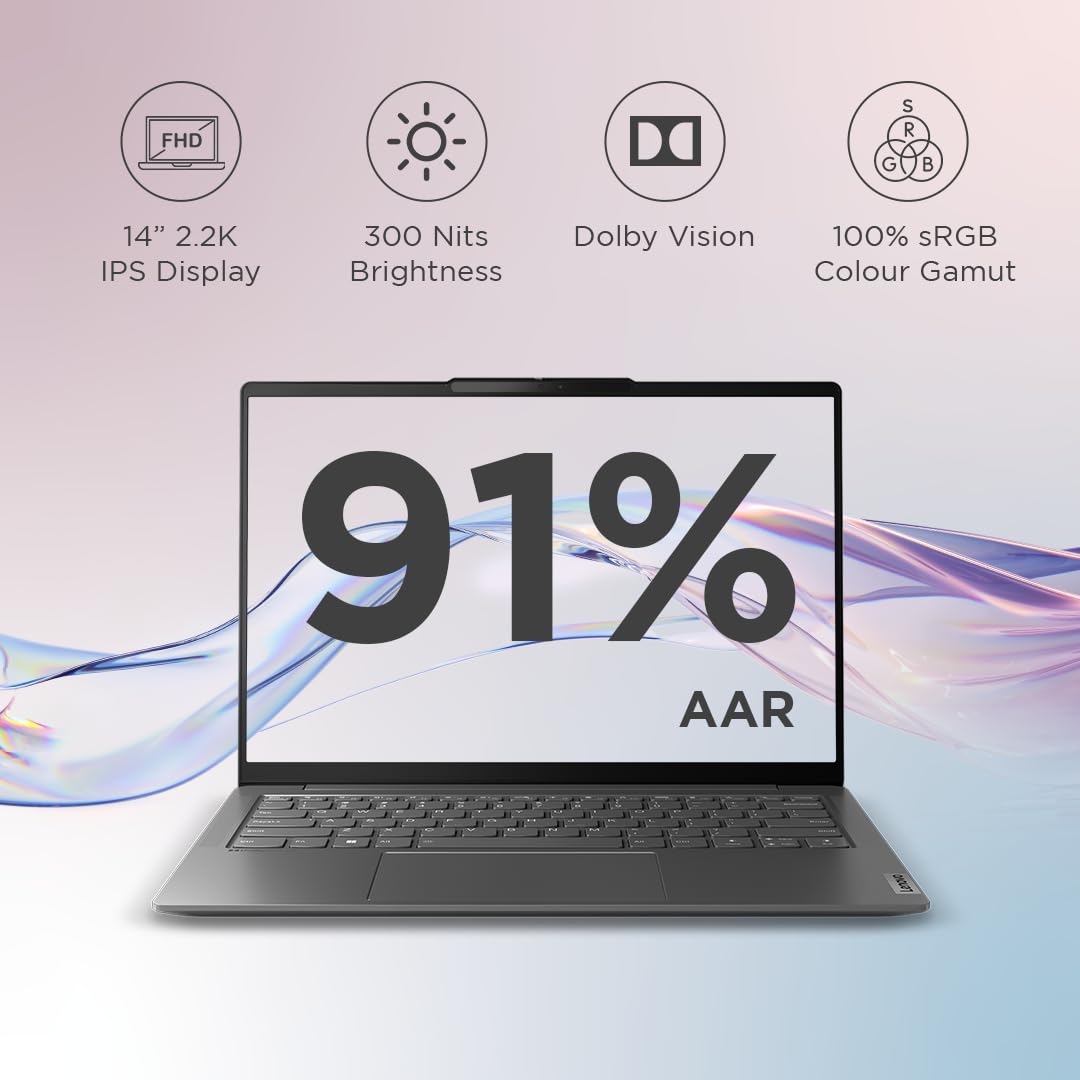 FHD
14” 2.2K
IPS Display
300 Nits
Brightness
Dolby Vision
S
R
G B
100% sRGB
Colour Gamut
91%
AAR
Lenovo